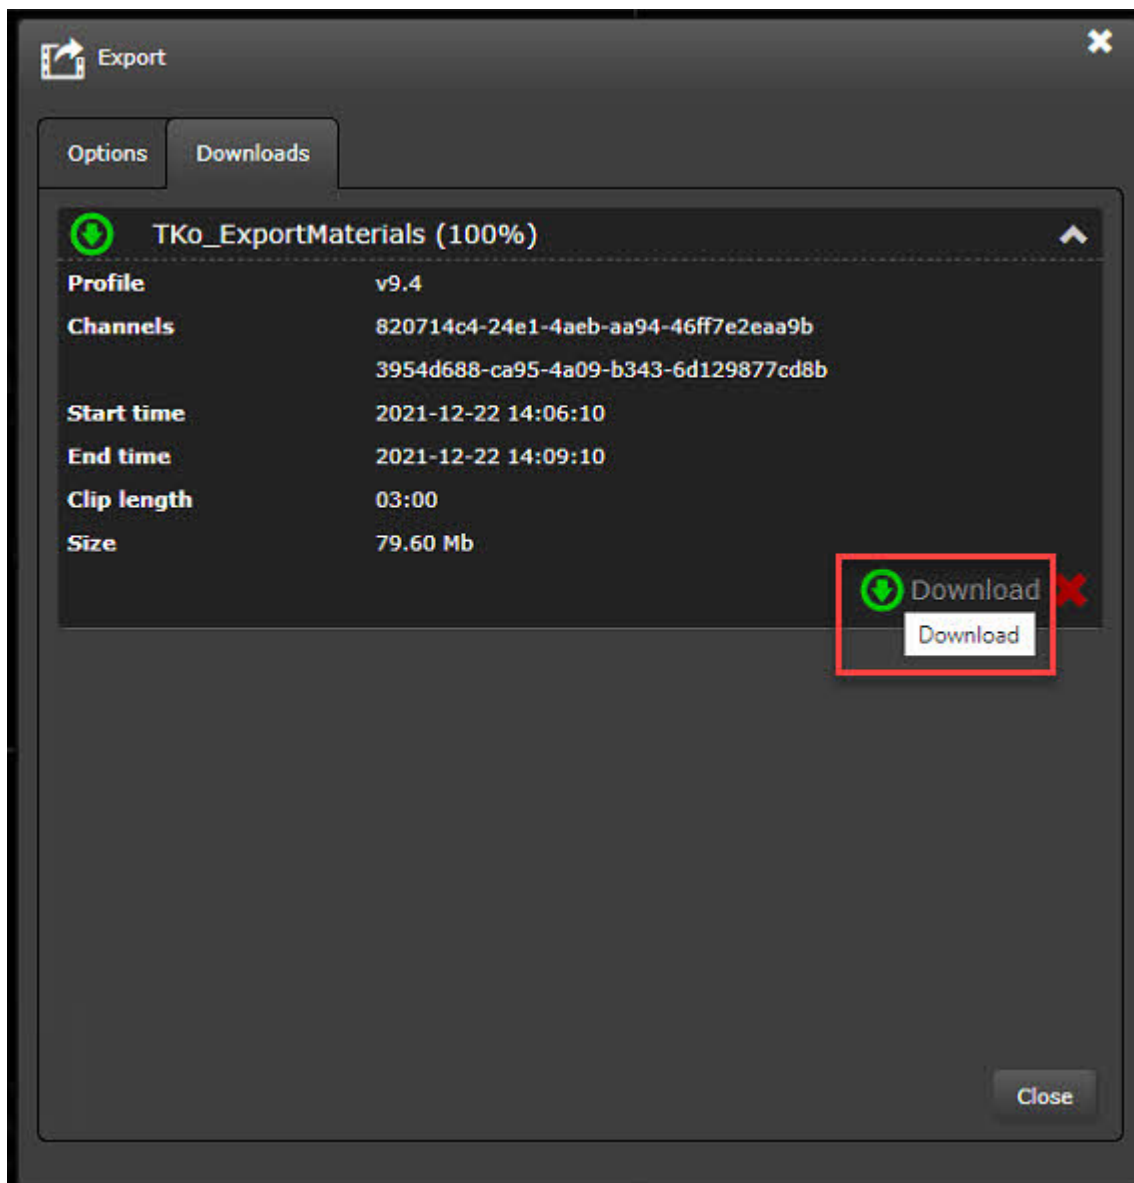 Export
Options Downloads
TKo_ExportMaterials (100%)
Profile v9.4
Channels 820714c4-24e1-4aeb-aa94-46ff7e2eaa9b
3954d688-ca95-4a09-b343-6d129877cd8b
Start time 2021-12-22 14:06:10
End time 2021-12-22 14:09:10
Clip length 03:00
Size 79.60 Mb
Download
Download
Close